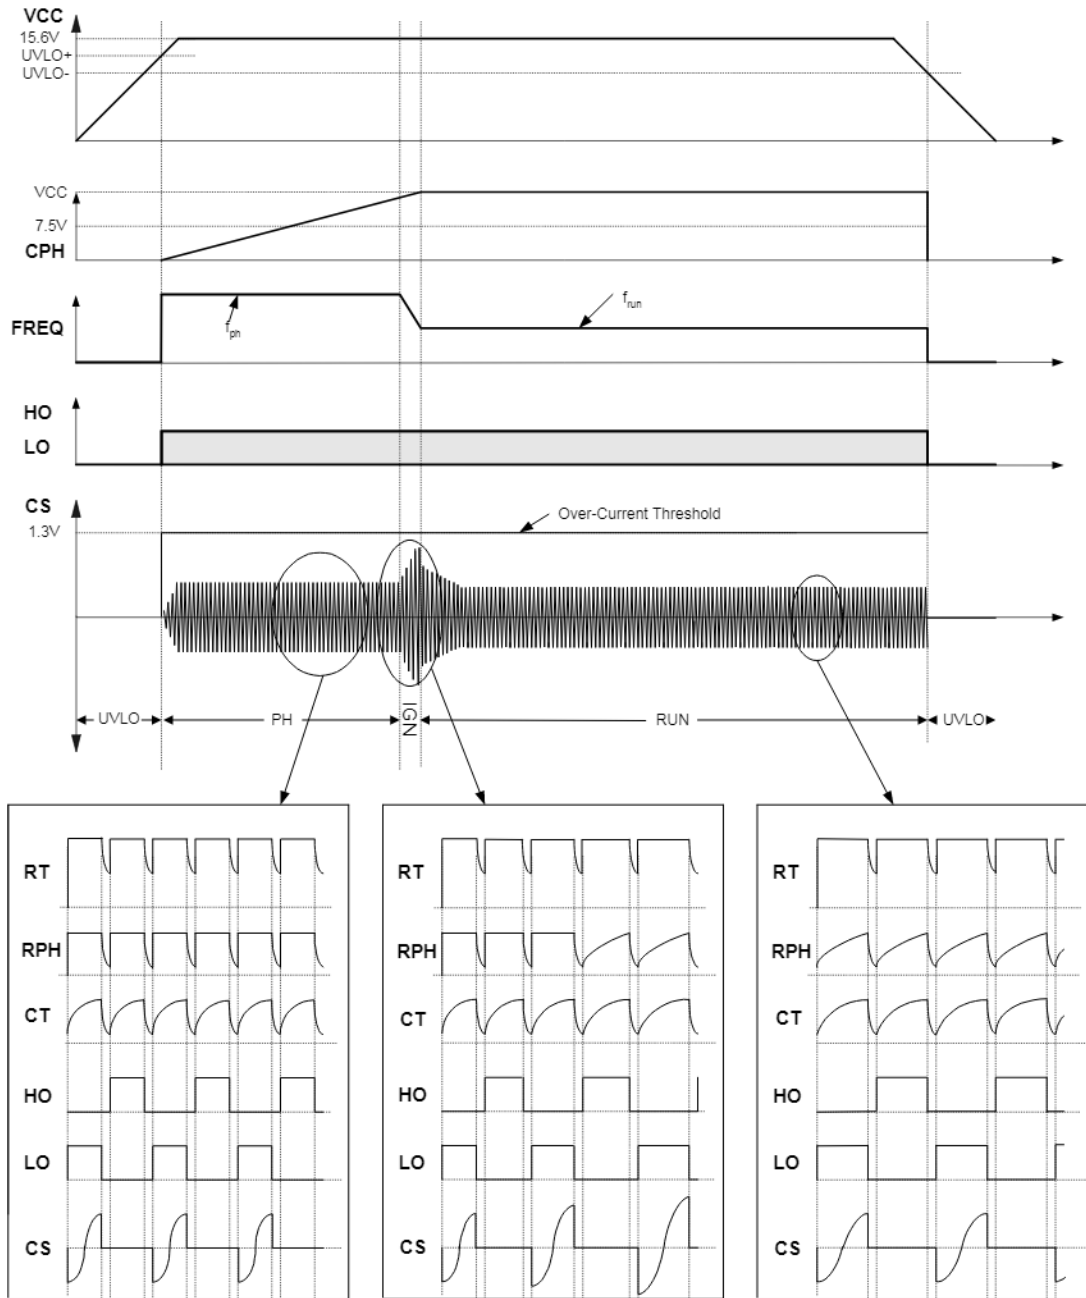 VCC
15.6V
UVLO+
UVLO-
VCC
7.5V
CPH
FREQ
fph
frun
HO
LO
CS
1.3V
Over-Current Threshold
UVLO
PH
IGN
RUN
UVLO
RT
RPH
CT
HO
LO
CS
RT
RPH
CT
HO
LO
CS
RT
RPH
CT
HO
LO
CS